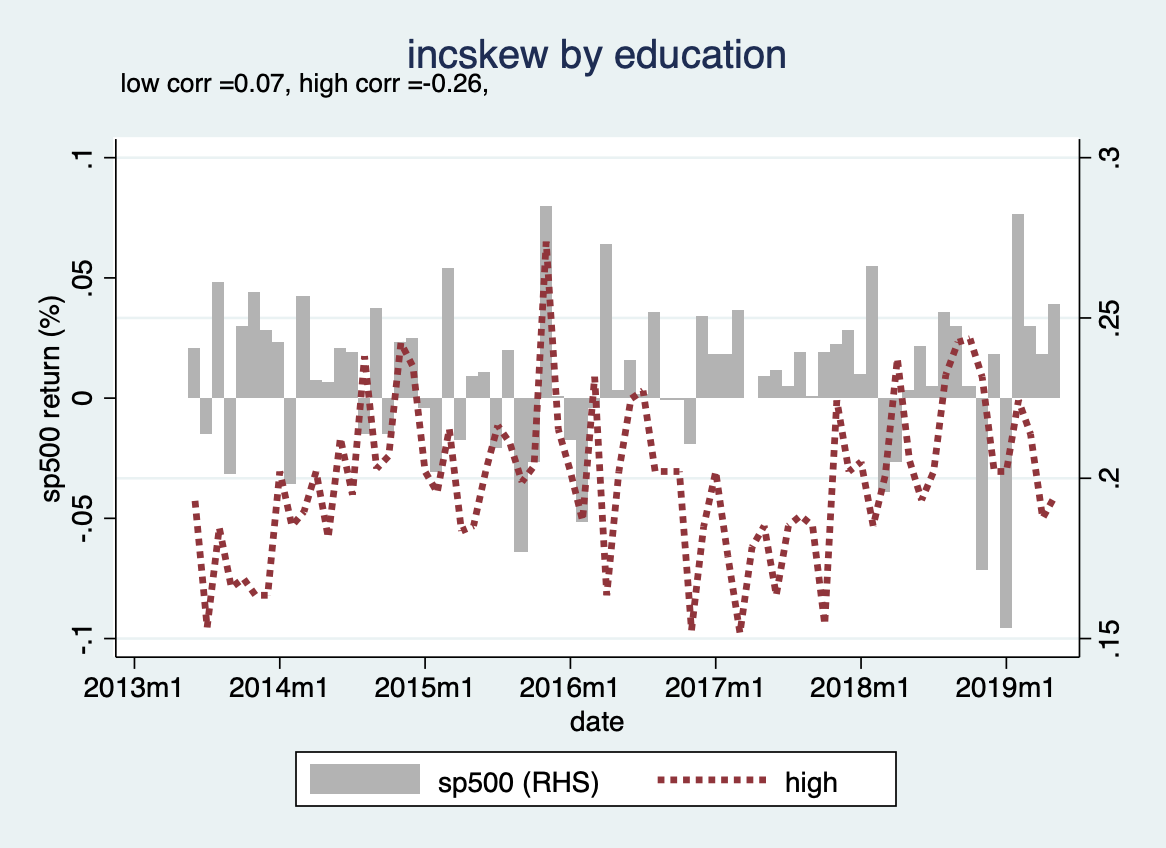 incskew by education
low corr =0.07, high corr =-0.26,
.1
.05
0
-.05
-.1
sp500 return (%)
.3
.25
.2
.15
2013m1 2014m1 2015m1 2016m1 2017m1 2018m1 2019m1
date
sp500 (RHS) high